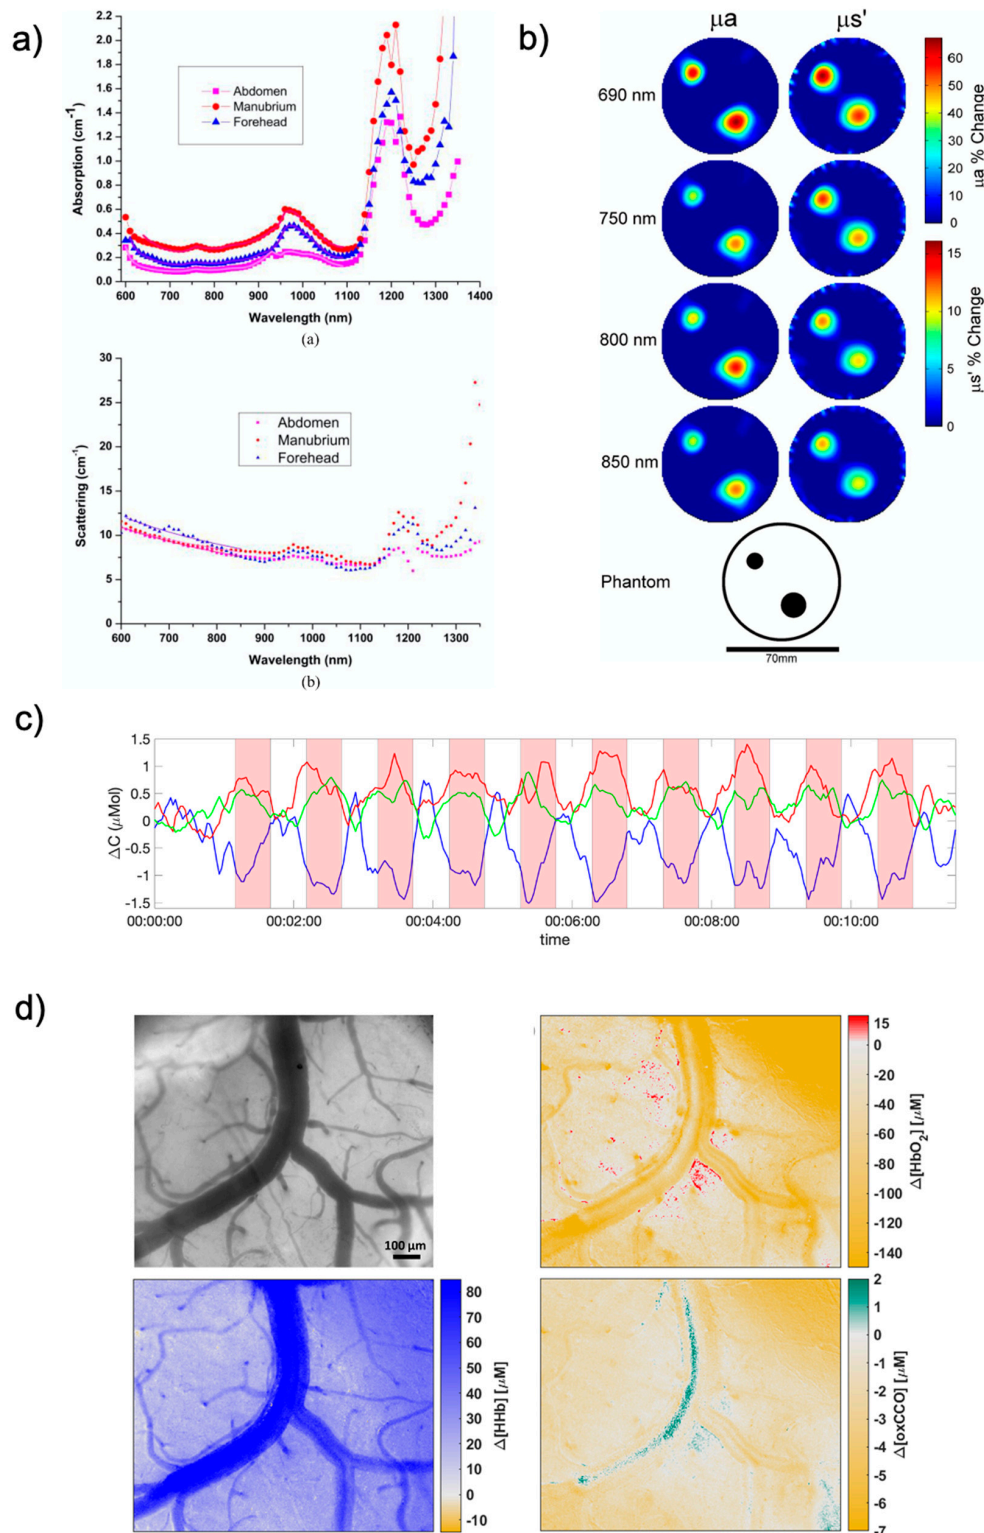 a)
2.2
2.0
1.8
1.6
1.4
1.2
1.0
0.8
0.6
0.4
0.2
0.0
Absorption (cm⁻¹)
Abdomen
Manubrium
Forehead
600 700 800 900 1000 1100 1200 1300 1400
Wavelength (nm)
(a)
30
25
20
15
10
5
0
Scattering (cm⁻¹)
Abdomen
Manubrium
Forehead
600 700 800 900 1000 1100 1200 1300
Wavelength (nm)
(b)
b)
μa μs'
690 nm
750 nm
800 nm
850 nm
60
50
40
30
20
10
0
μa % Change
15
10
5
0
μs' % Change
Phantom
70mm
c)
1.5
1
0.5
0
-0.5
-1
-1.5
ΔC (μMol)
00:00:00 00:02:00 00:04:00 00:06:00 00:08:00 00:10:00
time
d)
100 μm
15
0
-20
-40
-60
-80
-100
-120
-140
Δ[HbO₂] [μM]
80
70
60
50
40
30
20
10
0
-10
Δ[HHb] [μM]
2
1
0
-1
-2
-3
-4
-5
-6
-7
Δ[oxCCO] [μM]